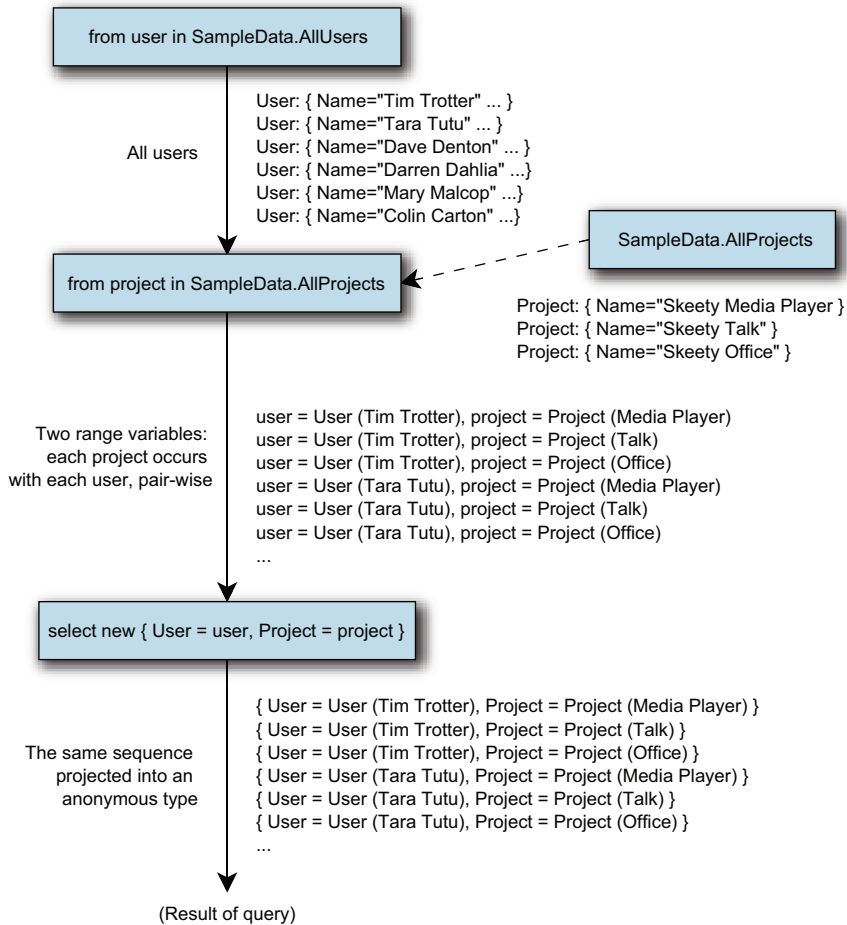 from user in SampleData.AllUsers
All users
User: { Name="Tim Trotter" ... }
User: { Name="Tara Tutu" ... }
User: { Name="Dave Denton" ... }
User: { Name="Darren Dahlia" ...}
User: { Name="Mary Malcop" ...}
User: { Name="Colin Carton" ...}
SampleData.AllProjects
from project in SampleData.AllProjects
Project: { Name="Skeety Media Player }
Project: { Name="Skeety Talk" }
Project: { Name="Skeety Office" }
Two range variables:
each project occurs
with each user, pair-wise
user = User (Tim Trotter), project = Project (Media Player)
user = User (Tim Trotter), project = Project (Talk)
user = User (Tim Trotter), project = Project (Office)
user = User (Tara Tutu), project = Project (Media Player)
user = User (Tara Tutu), project = Project (Talk)
user = User (Tara Tutu), project = Project (Office)
...
select new { User = user, Project = project }
The same sequence
projected into an
anonymous type
{ User = User (Tim Trotter), Project = Project (Media Player) }
{ User = User (Tim Trotter), Project = Project (Talk) }
{ User = User (Tim Trotter), Project = Project (Office) }
{ User = User (Tara Tutu), Project = Project (Media Player) }
{ User = User (Tara Tutu), Project = Project (Talk) }
{ User = User (Tara Tutu), Project = Project (Office) }
...
(Result of query)